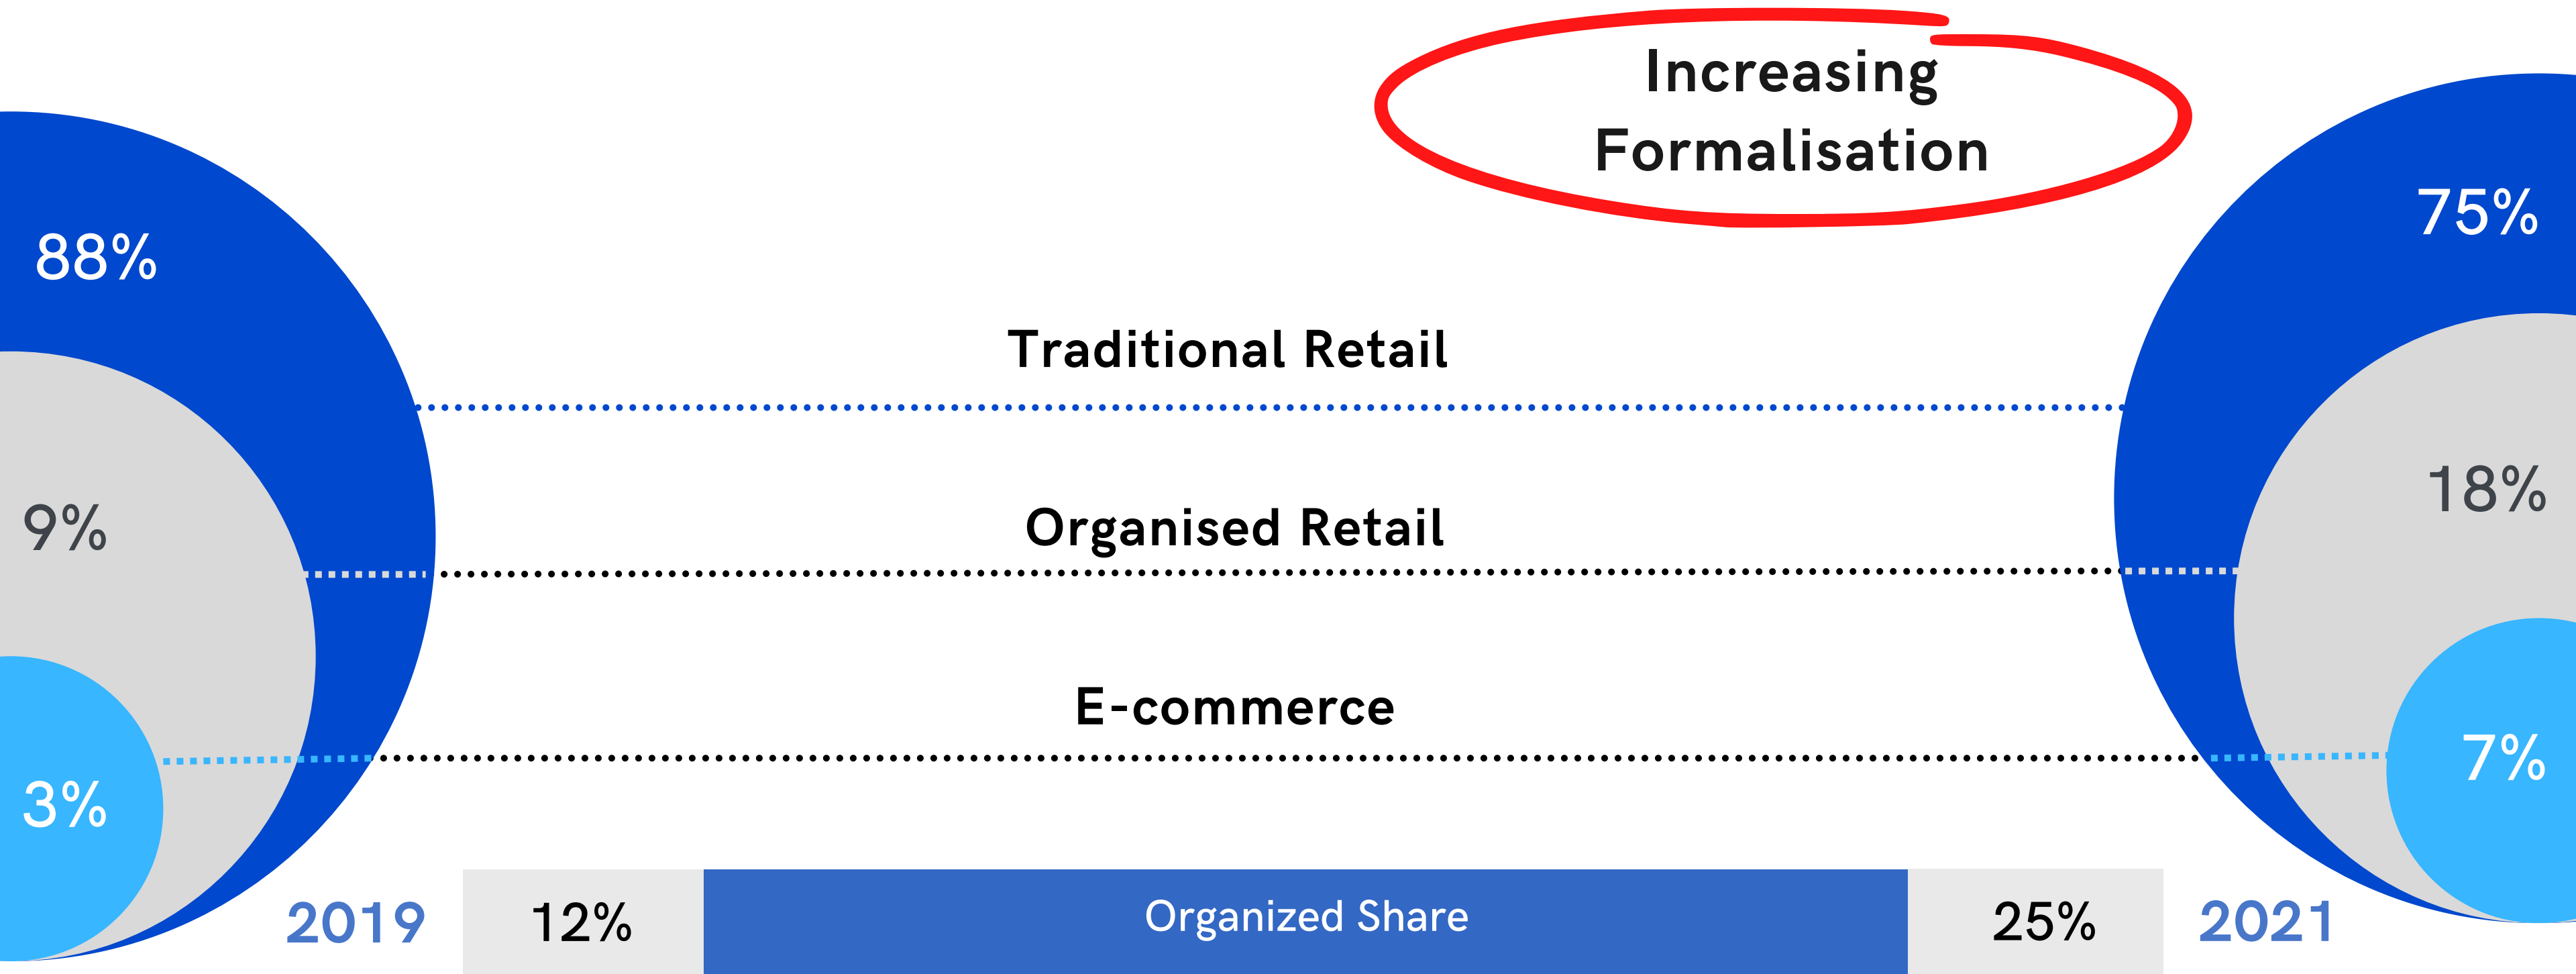 Increasing
Formalisation
88%
75%
Traditional Retail
9%
Organised Retail
18%
3%
E-commerce
7%
2019
12%
Organized Share
25%
2021